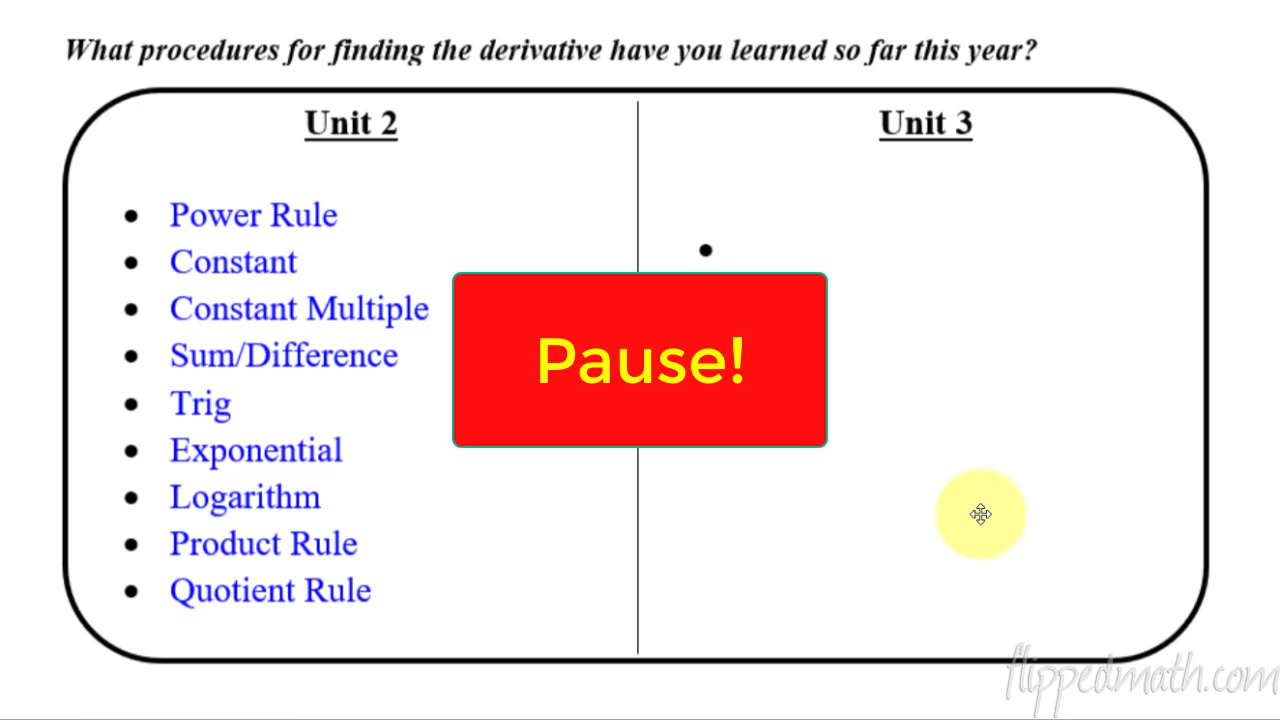 What procedures for finding the derivative have you learned so far this year?
Unit 2
Unit 3
• Power Rule
• Constant
• Constant Multiple
• Sum/Difference
• Trig
• Exponential
• Logarithm
• Product Rule
• Quotient Rule
•
Pause!
flippedmath.com